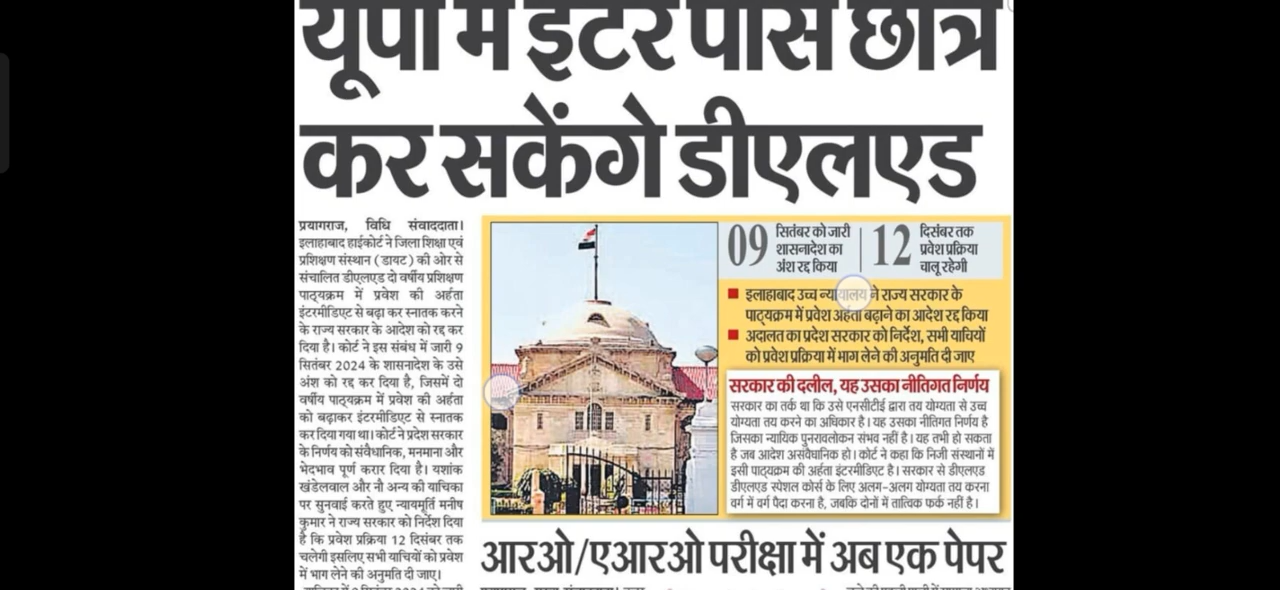 यूपी में इंटर पास छात्र
कर सकेंगे डीएलएड
प्रयागराज, विधि संवाददाता।
इलाहाबाद हाईकोर्ट ने जिला शिक्षा एवं
प्रशिक्षण संस्थान (डायट) की ओर से
संचालित डीएलएड दो वर्षीय प्रशिक्षण
पाठ्यक्रम में प्रवेश की अर्हता
इंटरमीडिएट से बढ़ा कर स्नातक करने
के राज्य सरकार के आदेश को रद्द कर
दिया है। कोर्ट ने इस संबंध में जारी 9
सितंबर 2024 के शासनादेश के उसे
अंश को रद्द कर दिया है, जिसमें दो
वर्षीय पाठ्यक्रम में प्रवेश की अर्हता
को बढ़ाकर इंटरमीडिएट से स्नातक
कर दिया गया था। कोर्ट ने प्रदेश सरकार
के निर्णय को संवैधानिक, मनमाना और
भेदभाव पूर्ण करार दिया है। यशांक
खंडेलवाल और नौ अन्य की याचिका
पर सुनवाई करते हुए न्यायमूर्ति मनीष
कुमार ने राज्य सरकार को निर्देश दिया
है कि प्रवेश प्रक्रिया 12 दिसंबर तक
चलेगी इसलिए सभी याचियों को प्रवेश
में भाग लेने की अनुमति दी जाए।
09 सितंबर को जारी
शासनादेश का
अंश रद्द किया
12 दिसंबर तक
प्रवेश प्रक्रिया
चालू रहेगी
■ इलाहाबाद उच्च न्यायालय ने राज्य सरकार के
पाठ्यक्रम में प्रवेश अर्हता बढ़ाने का आदेश रद्द किया
■ अदालत का प्रदेश सरकार को निर्देश, सभी याचियों
को प्रवेश प्रक्रिया में भाग लेने की अनुमति दी जाए
सरकार की दलील, यह उसका नीतिगत निर्णय
सरकार का तर्क था कि उसे एनसीटीई द्वारा तय योग्यता से उच्च
योग्यता तय करने का अधिकार है। यह उसका नीतिगत निर्णय है
जिसका न्यायिक पुनरावलोकन संभव नहीं है। यह तभी हो सकता
है जब आदेश असंवैधानिक हो। कोर्ट ने कहा कि निजी संस्थानों में
इसी पाठ्यक्रम की अर्हता इंटरमीडिएट है। सरकार से डीएलएड
डीएलएड स्पेशल कोर्स के लिए अलग-अलग योग्यता तय करना
वर्ग में वर्ग पैदा करना है, जबकि दोनों में तात्विक फर्क नहीं है।
आरओ/एआरओ परीक्षा में अब एक पेपर